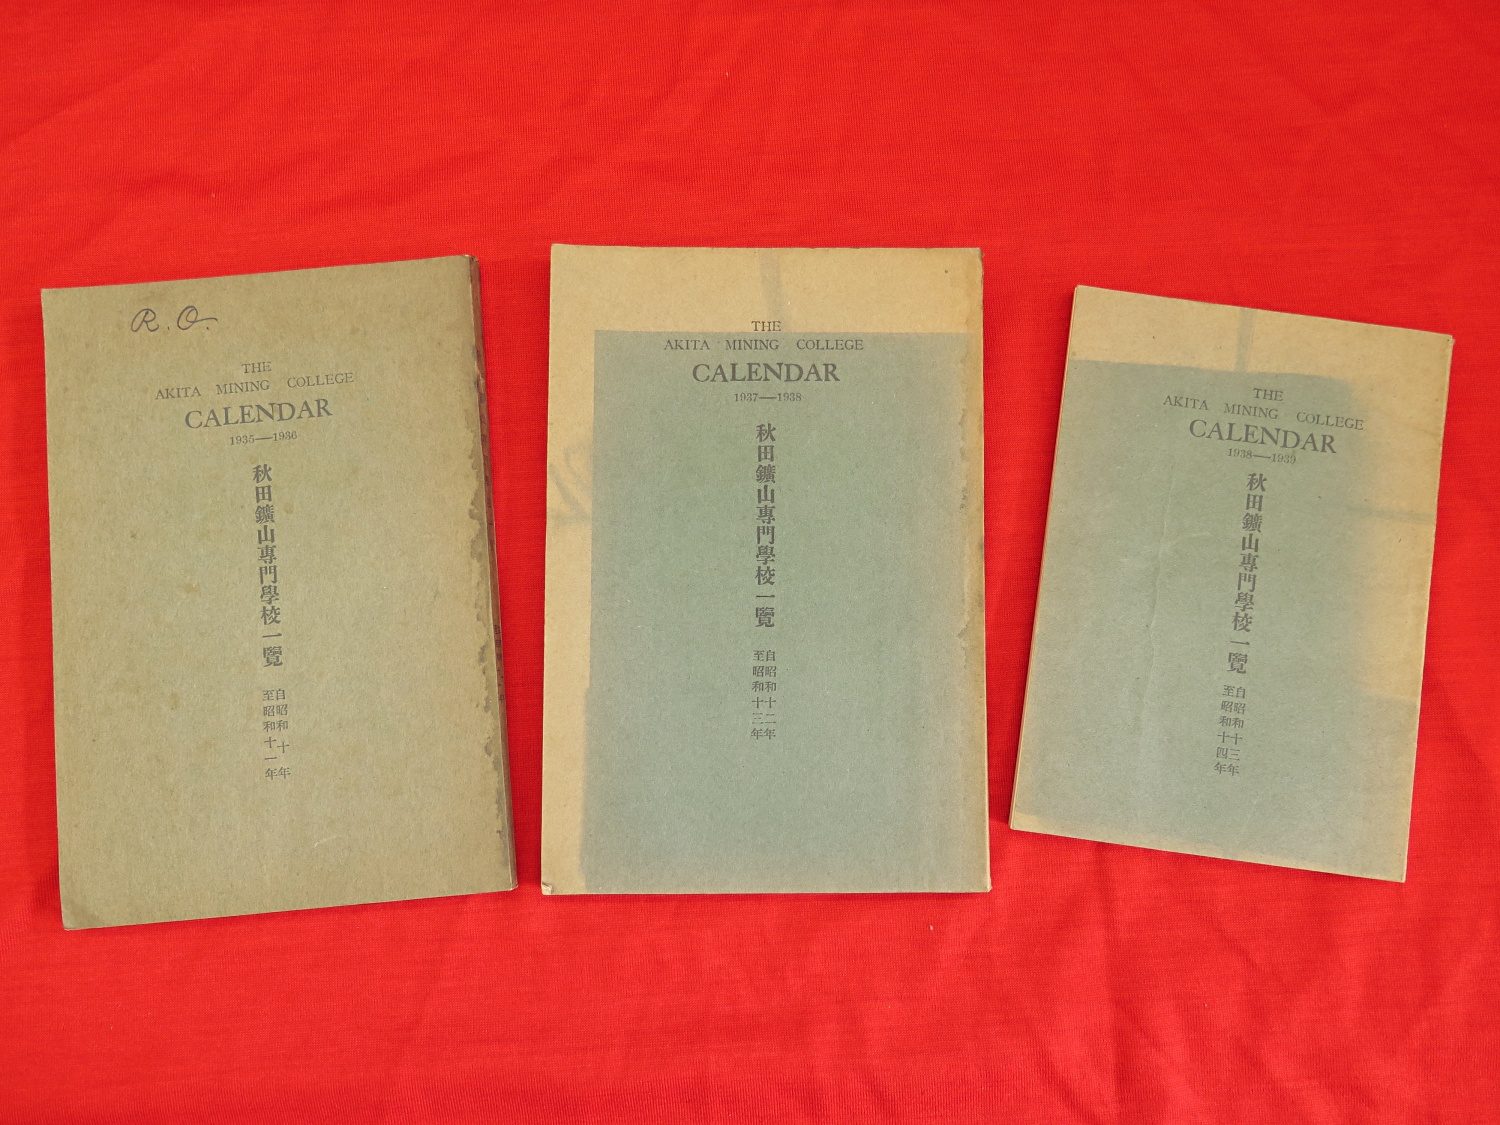 R. O.
THE
AKITA MINING COLLEGE
CALENDAR
1935—1936
秋田鑛山專門學校一覽
自昭和十年
至昭和十一年
THE
AKITA MINING COLLEGE
CALENDAR
1937—1938
秋田鑛山專門學校一覽
自昭和十二年
至昭和十三年
THE
AKITA MINING COLLEGE
CALENDAR
1938—1939
秋田鑛山專門學校一覽
自昭和十三年
至昭和十四年